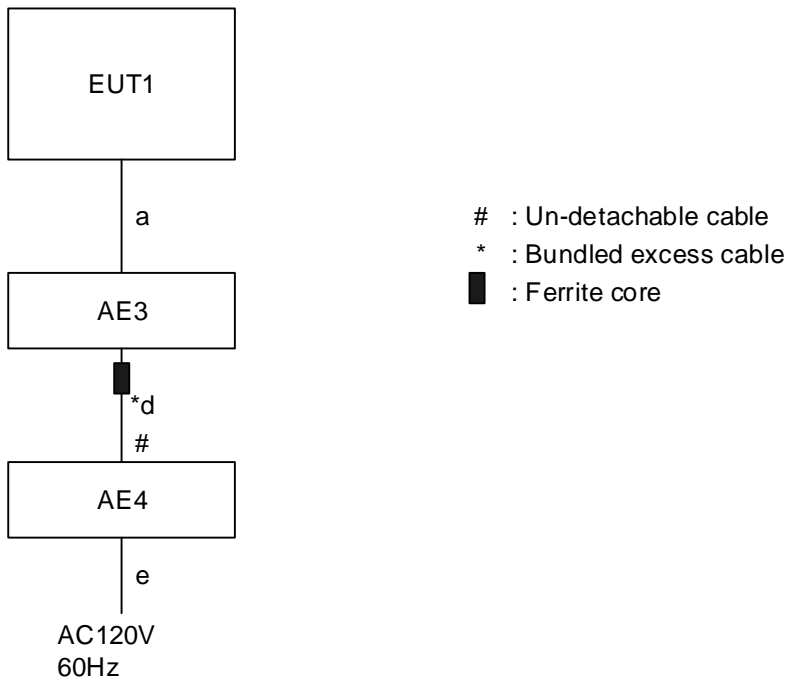 EUT1
a
# : Un-detachable cable
* : Bundled excess cable
: Ferrite core
AE3
*d
#
AE4
e
AC120V
60Hz